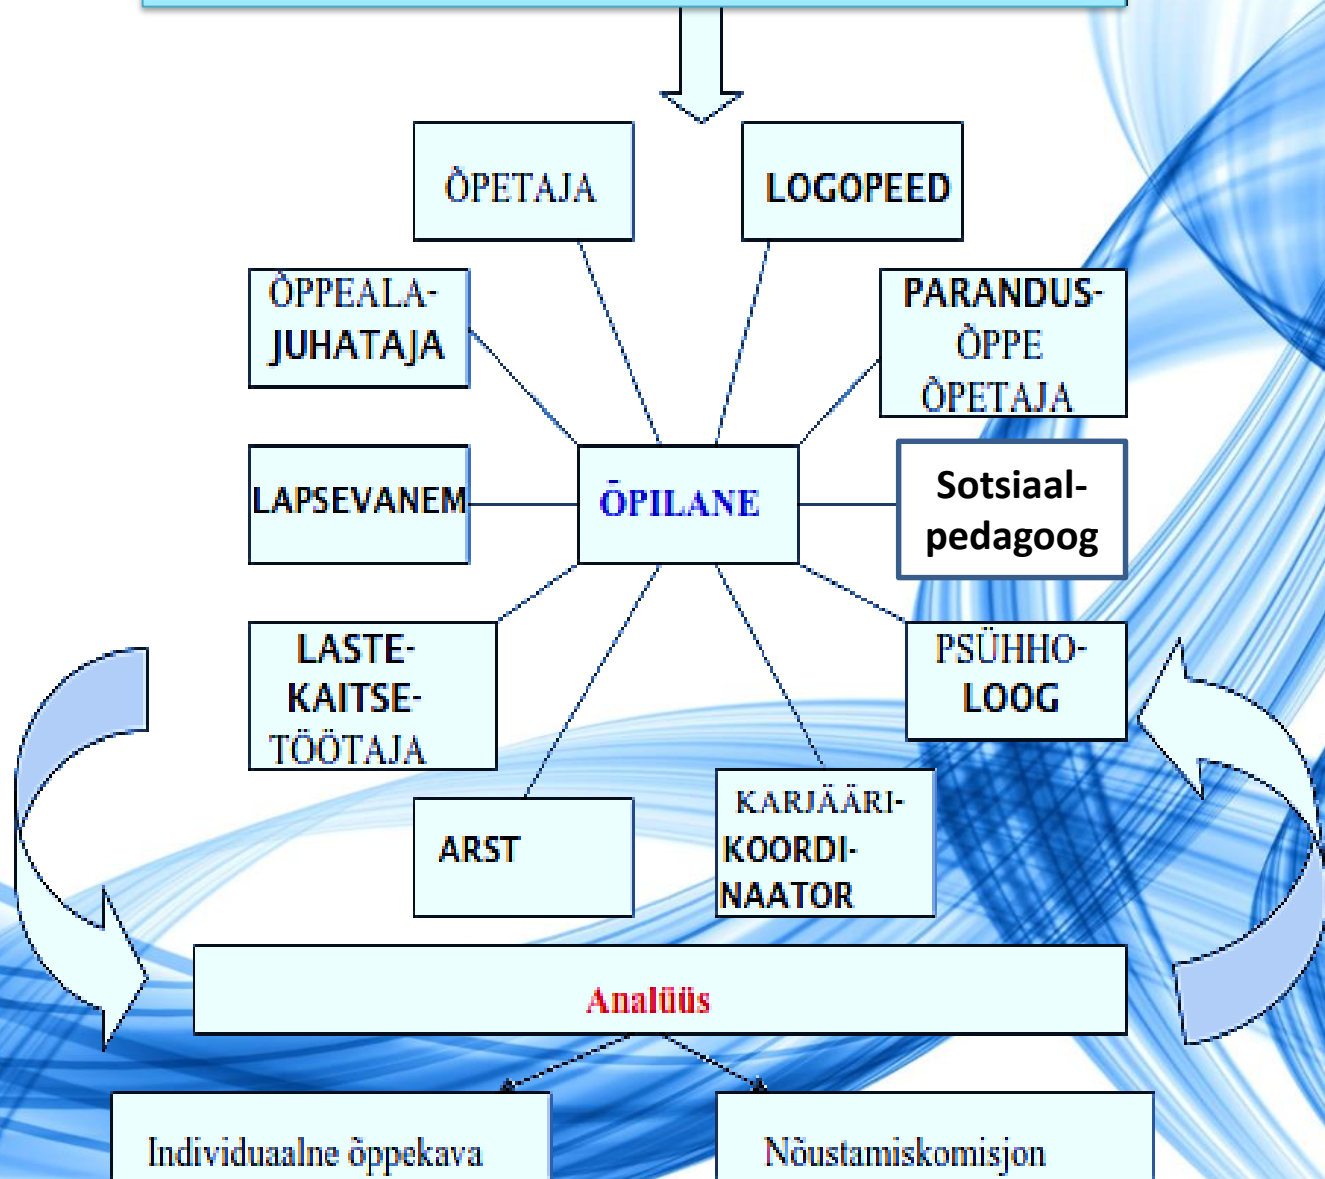 ÕPETAJA
LOGOPEED
ÕPPEALA-
JUHATAJA
PARANDUS-
ÕPPE
ÕPETAJA
LAPSEVANEM
ÕPILANE
Sotsiaal-
pedagoog
LASTE-
KAITSE-
TÖÖTAJA
PSÜHHO-
LOOG
ARST
KARJÄÄRI-
KOORDI-
NAATOR
Analüüs
Individuaalne õppekava
Nõustamiskomisjon